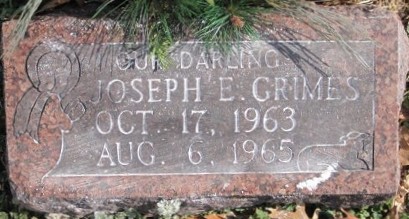 OUR DARLING
JOSEPH E. GRIMES
OCT. 17, 1963
AUG. 6, 1965